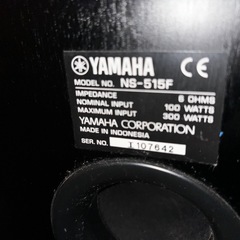 YAMAHA CE
MODEL NO. NS-515F
IMPEDANCE 6 OHMS
NOMINAL INPUT 100 WATTS
MAXIMUM INPUT 300 WATTS
YAMAHA CORPORATION
MADE IN INDONESIA
SER. NO. I107642